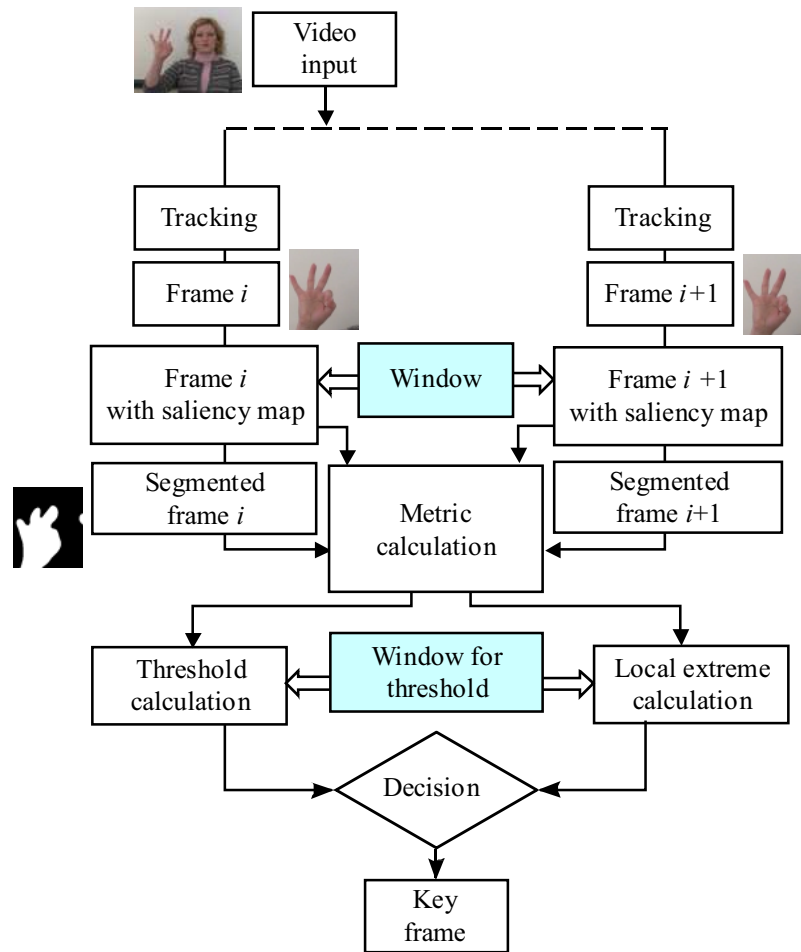 Video
input
Tracking
Tracking
Frame i
Frame i+1
Frame i
with saliency map
Window
Frame i +1
with saliency map
Segmented
frame i
Metric
calculation
Segmented
frame i+1
Threshold
calculation
Window for
threshold
Local extreme
calculation
Decision
Key
frame